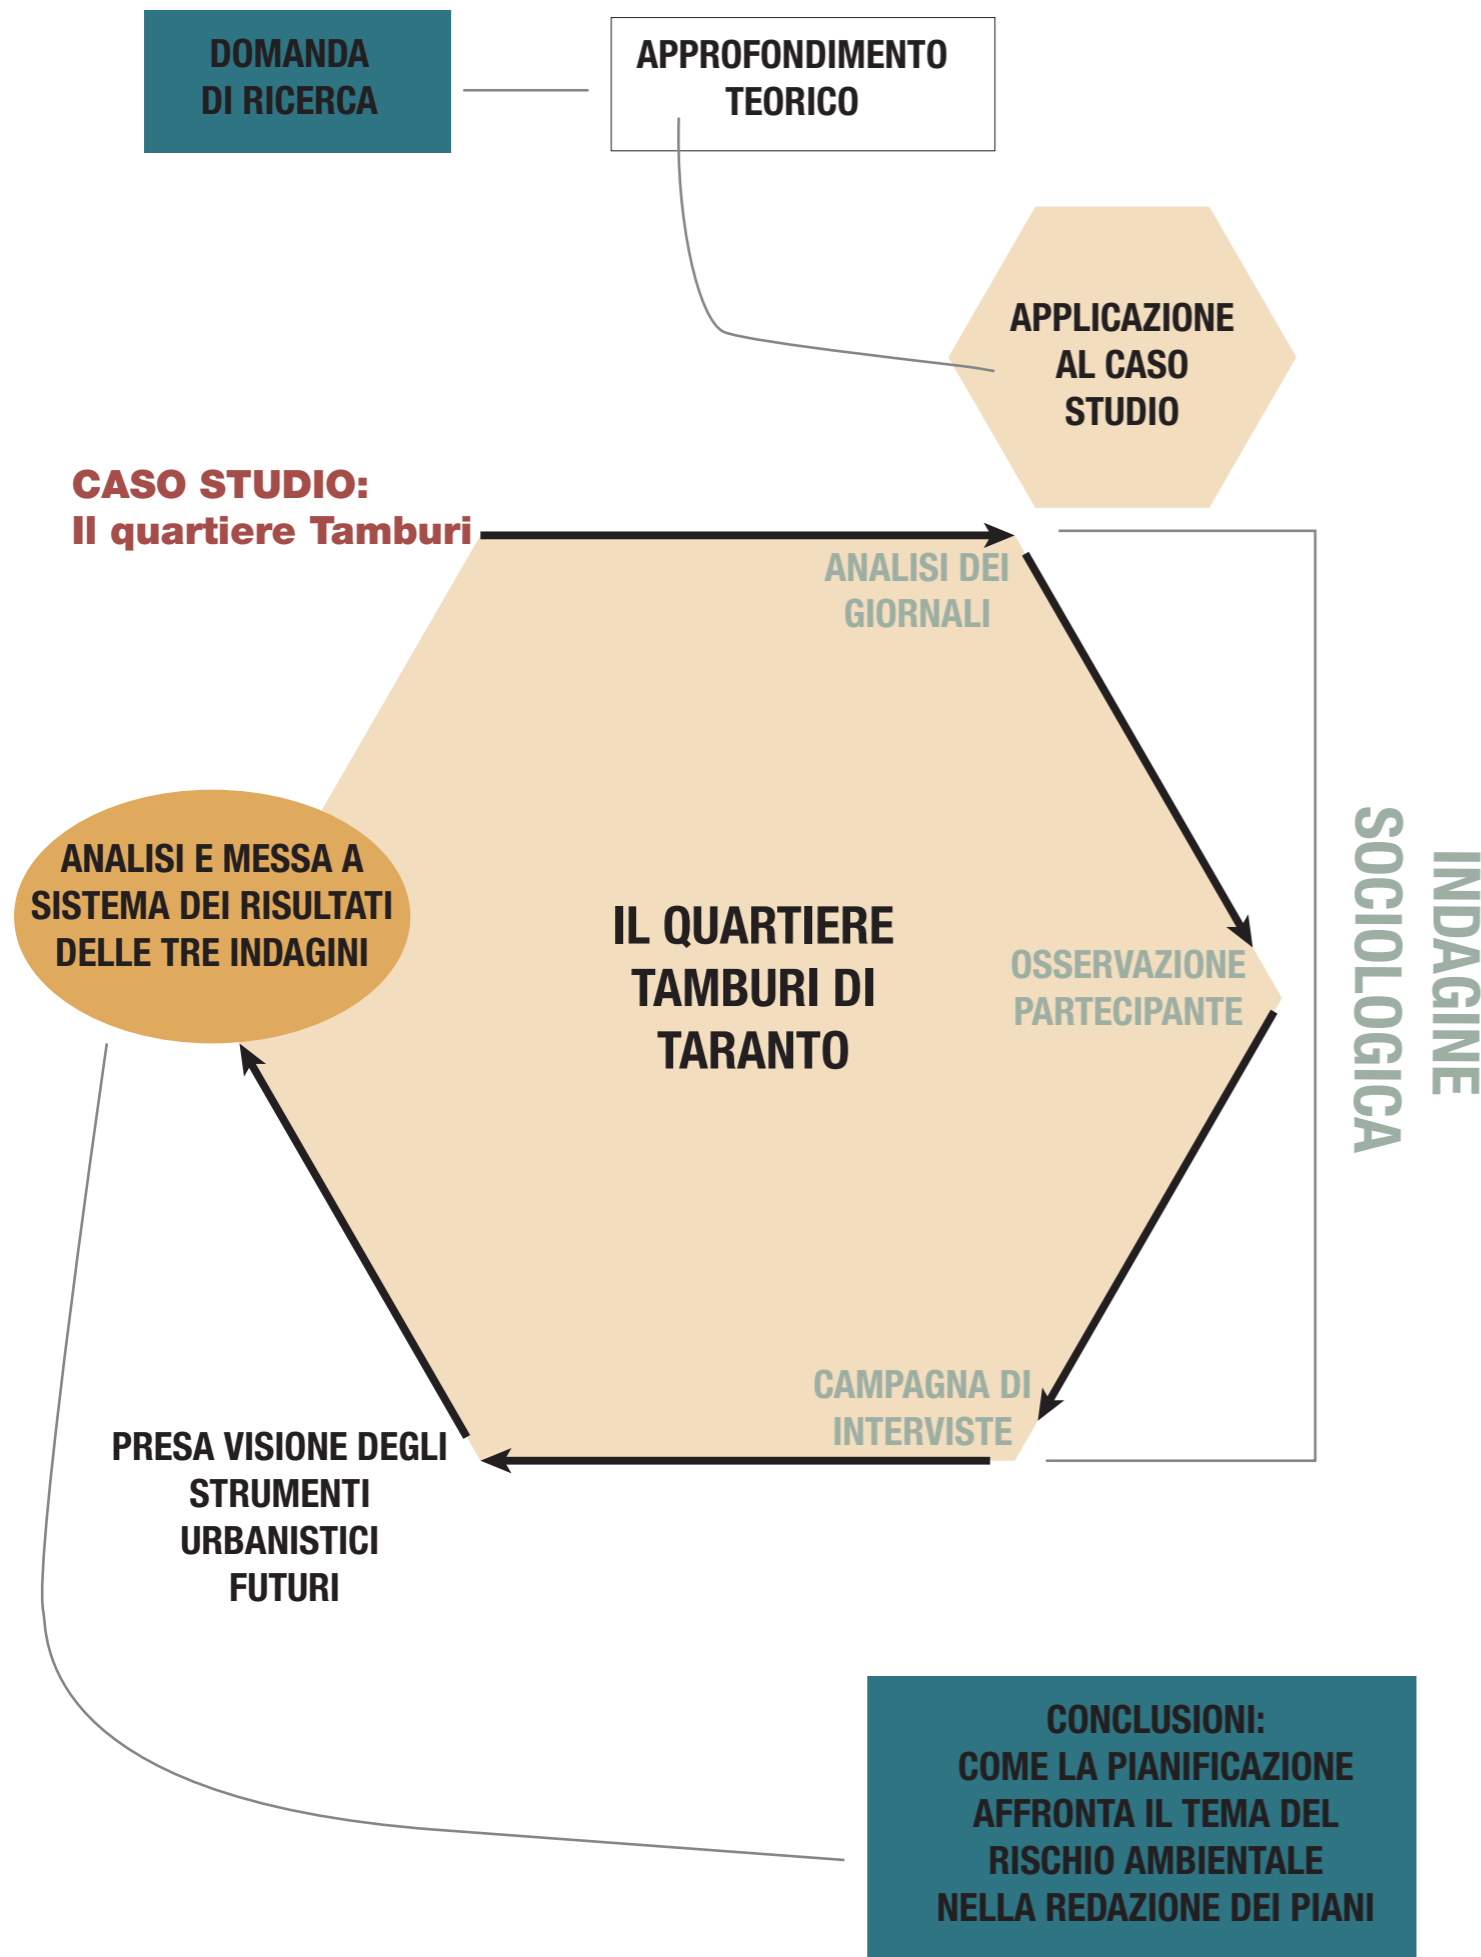 DOMANDA
DI RICERCA
APPROFONDIMENTO
TEORICO
APPLICAZIONE
AL CASO
STUDIO
CASO STUDIO:
Il quartiere Tamburi
ANALISI DEI
GIORNALI
OSSERVAZIONE
PARTECIPANTE
CAMPAGNA DI
INTERVISTE
INDAGINE
SOCIOLOGICA
IL QUARTIERE
TAMBURI DI
TARANTO
PRESA VISIONE DEGLI
STRUMENTI
URBANISTICI
FUTURI
ANALISI E MESSA A
SISTEMA DEI RISULTATI
DELLE TRE INDAGINI
CONCLUSIONI:
COME LA PIANIFICAZIONE
AFFRONTA IL TEMA DEL
RISCHIO AMBIENTALE
NELLA REDAZIONE DEI PIANI